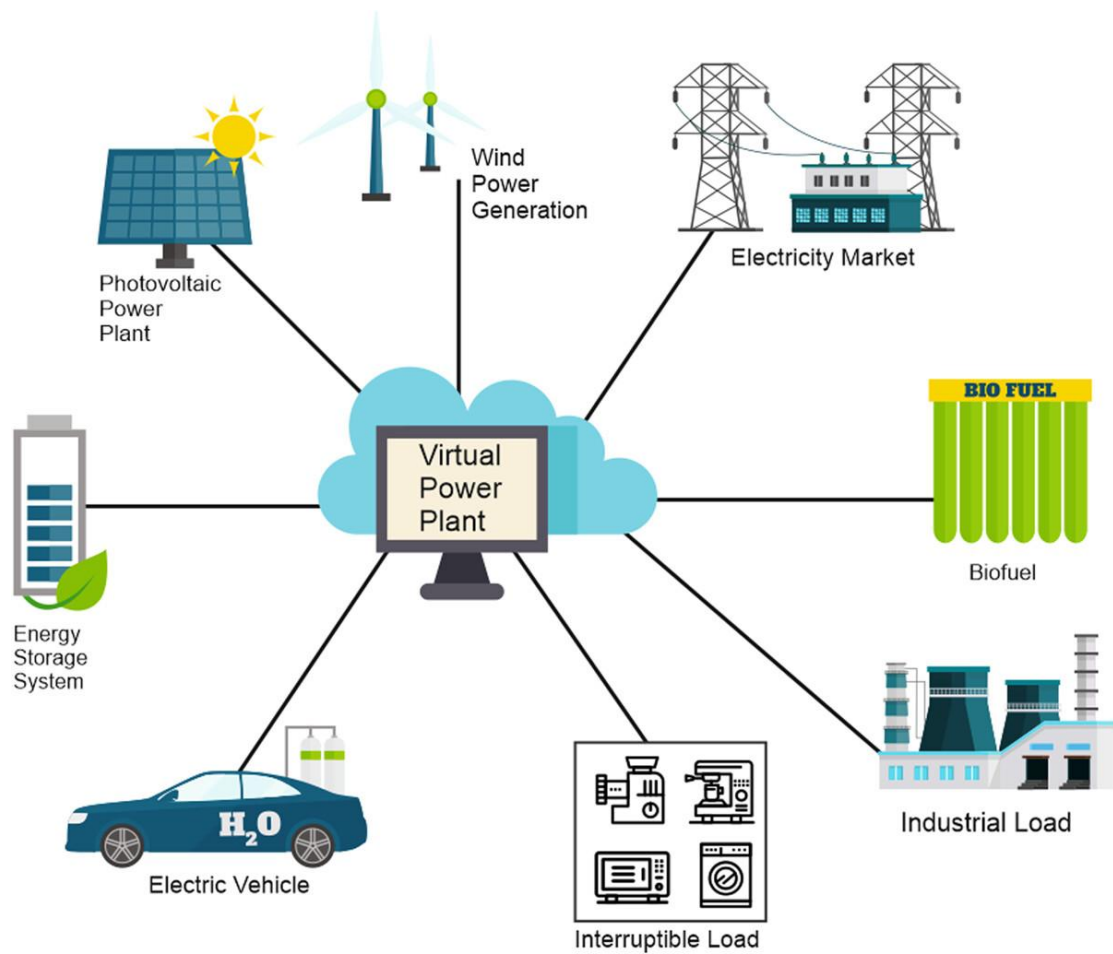 Wind
Power
Generation
Electricity Market
Photovoltaic
Power
Plant
BIO FUEL
Virtual
Power
Plant
Biofuel
Energy
Storage
System
H₂O
Industrial Load
Electric Vehicle
Interruptible Load